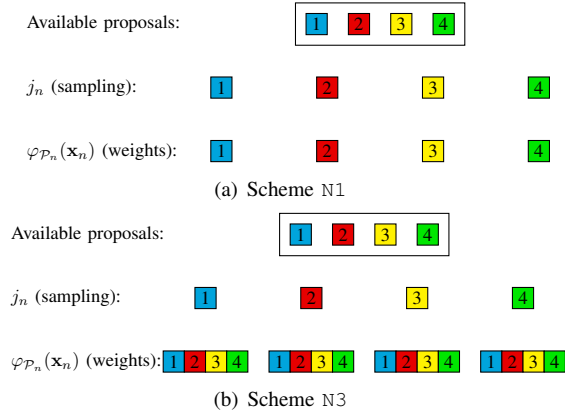 Available proposals: 1 2 3 4
j_n (sampling): 1 2 3 4
φ_{𝒫_n}(𝐱_n) (weights): 1 2 3 4
(a) Scheme N1
Available proposals: 1 2 3 4
j_n (sampling): 1 2 3 4
φ_{𝒫_n}(𝐱_n) (weights): 1 2 3 4 1 2 3 4 1 2 3 4 1 2 3 4
(b) Scheme N3